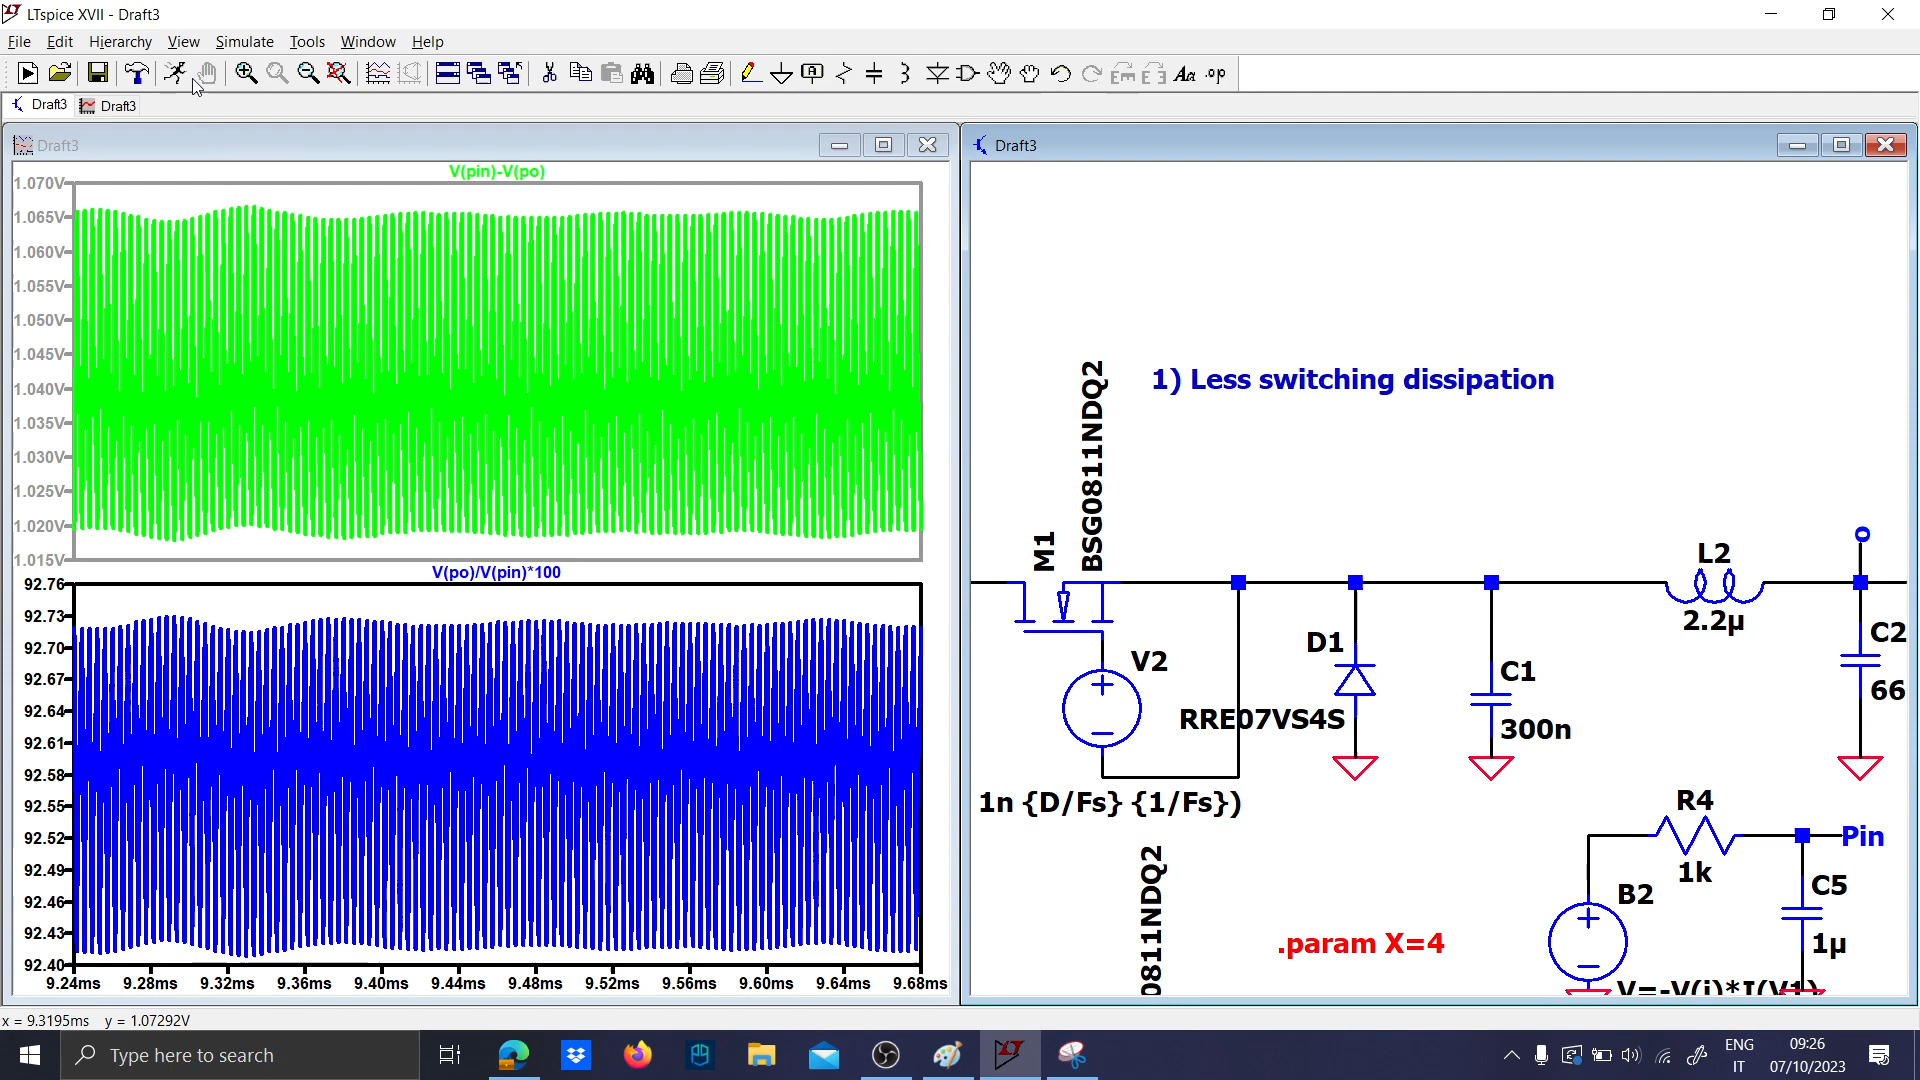 LTspice XVII - Draft3
File Edit Hierarchy View Simulate Tools Window Help
Draft3 Draft3
Draft3
V(pin)-V(po)
1.070V
1.065V
1.060V
1.055V
1.050V
1.045V
1.040V
1.035V
1.030V
1.025V
1.020V
1.015V
V(po)/V(pin)*100
92.76
92.73
92.70
92.67
92.64
92.61
92.58
92.55
92.52
92.49
92.46
92.43
92.40
9.24ms 9.28ms 9.32ms 9.36ms 9.40ms 9.44ms 9.48ms 9.52ms 9.56ms 9.60ms 9.64ms 9.68ms
Draft3
1) Less switching dissipation
M1
BSG0811NDQ2
V2
D1
RRE07VS4S
C1
300n
L2
2.2µ
o
C2
66
1n {D/Fs} {1/Fs})
0811NDQ2
.param X=4
R4
1k
Pin
B2
C5
1µ
V=-V(i)*I(V1)
x = 9.3195ms y = 1.07292V
Type here to search
ENG
IT
09:26
07/10/2023